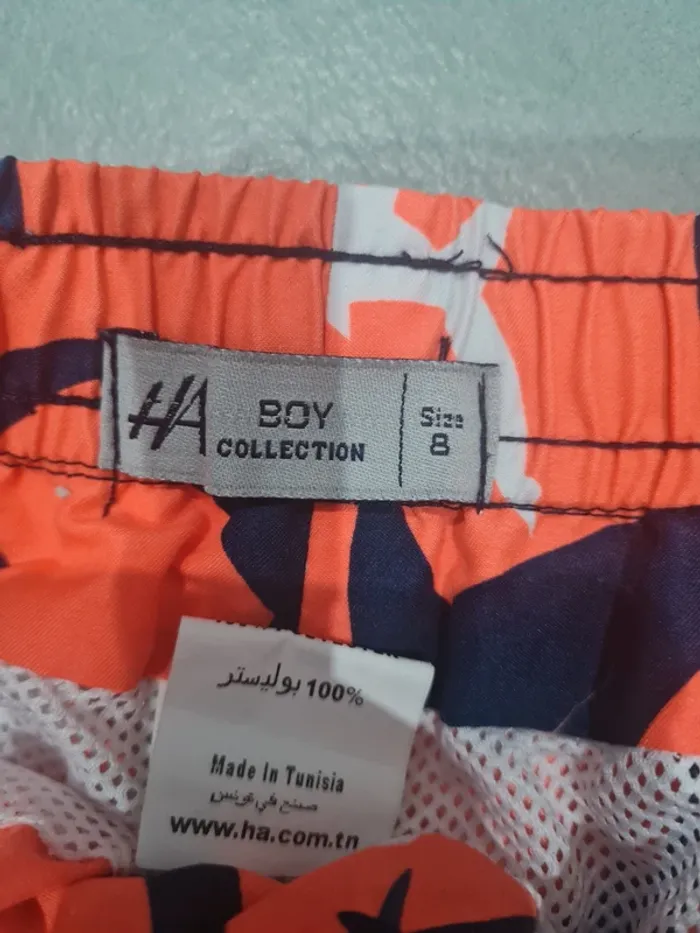 HA
BOY
COLLECTION
Size
8
100% بوليستر
Made In Tunisia
صنع في تونس
www.ha.com.tn